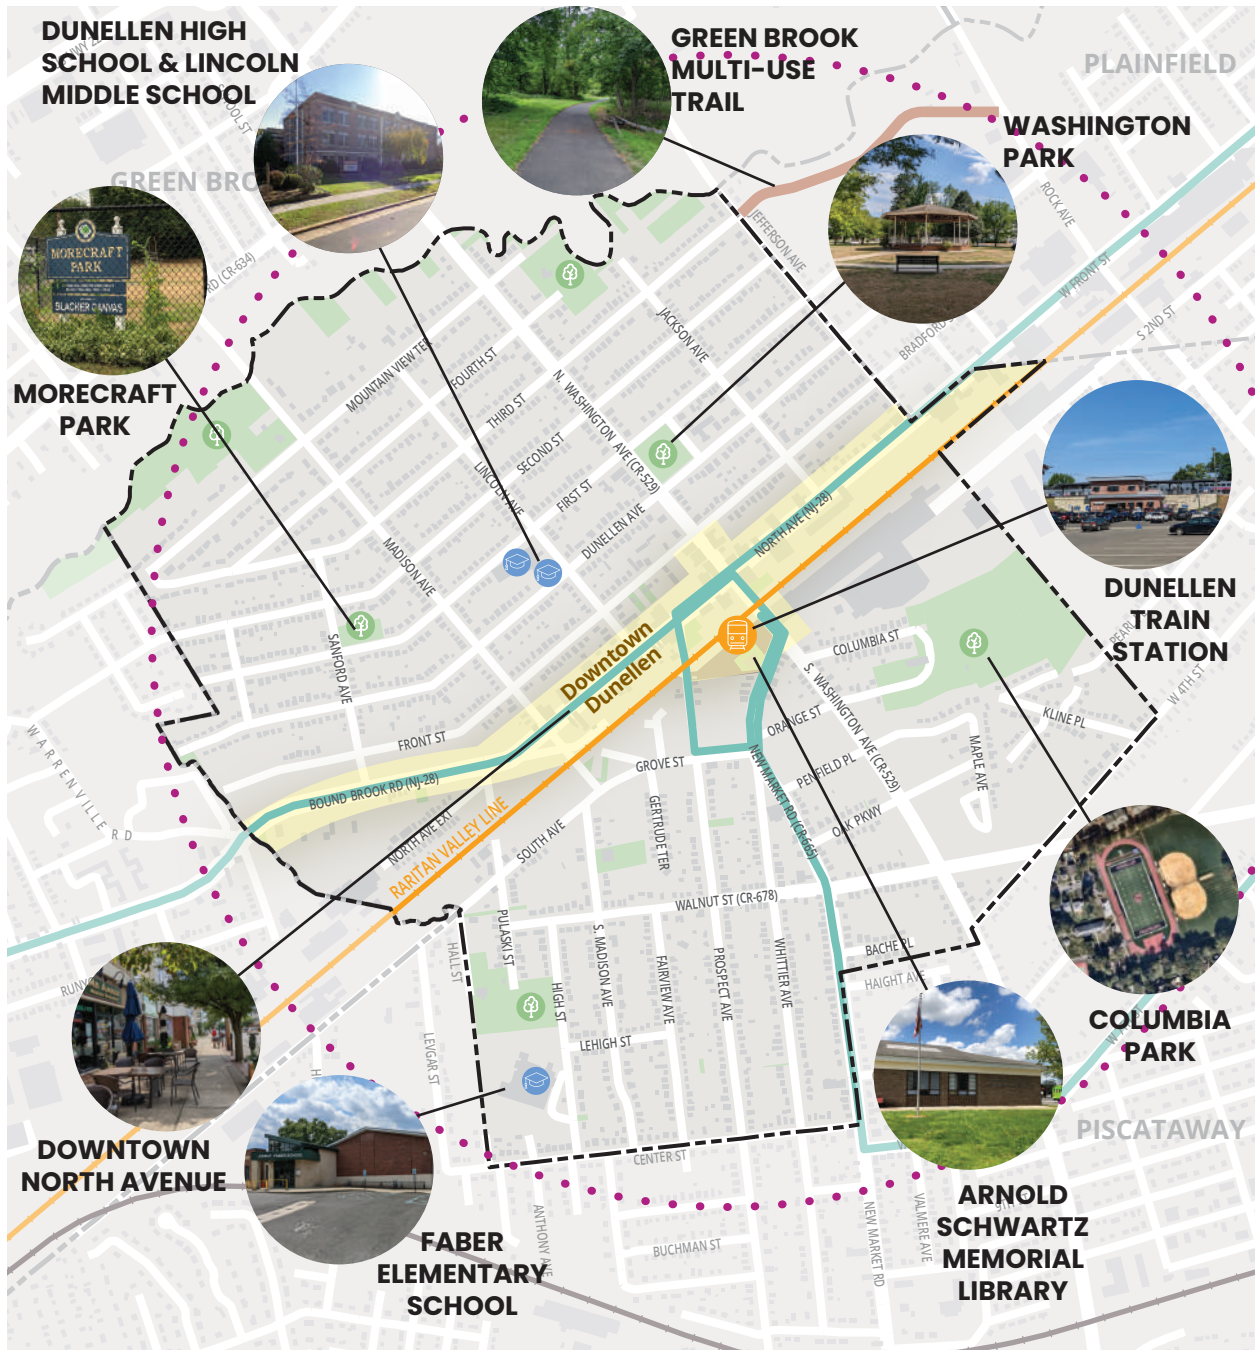 DUNELLEN HIGH
SCHOOL & LINCOLN
MIDDLE SCHOOL
GREEN BROOK
MULTI-USE
TRAIL
PLAINFIELD
WASHINGTON
PARK
ROCK AVE
JEFFERSON AVE
MORECRAFT
PARK
RD (CR-634)
W FRONT ST
S 2ND ST
MOUNTAIN VIEW TER
FOURTH ST
THIRD ST
SECOND ST
FIRST ST
JACKSON AVE
N. WASHINGTON AVE (CR-529)
LINCOLN AVE
DUNELLEN AVE
MORECRAFT
PARK
MADISON AVE
NORTH AVE (NJ-28)
DUNELLEN
TRAIN
STATION
SANFORD AVE
Downtown
Dunellen
COLUMBIA ST
S. WASHINGTON AVE (CR-529)
W 4TH ST
KLINE PL
MAPLE AVE
ORANGE ST
PENFIELD PL
OAK PKWY
NEW MARKET RD (CR-665)
WARRENVILLE RD
FRONT ST
BOUND BROOK RD (NJ-28)
NORTH AVE EXT
RARITAN VALLEY LINE
SOUTH AVE
GROVE ST
GERTRUDE TER
WALNUT ST (CR-678)
HALL ST
PULASKI ST
HIGH ST
S. MADISON AVE
FAIRVIEW AVE
PROSPECT AVE
WHITTIER AVE
BACHE PL
HAIGHT AVE
LEHIGH ST
LEVGAR ST
COLUMBIA
PARK
PISCATAWAY
DOWNTOWN
NORTH AVENUE
CENTER ST
ANTHONY AVE
BUCHMAN ST
NEW MARKET RD
VALMERE AVE
FABER
ELEMENTARY
SCHOOL
ARNOLD
SCHWARTZ
MEMORIAL
LIBRARY